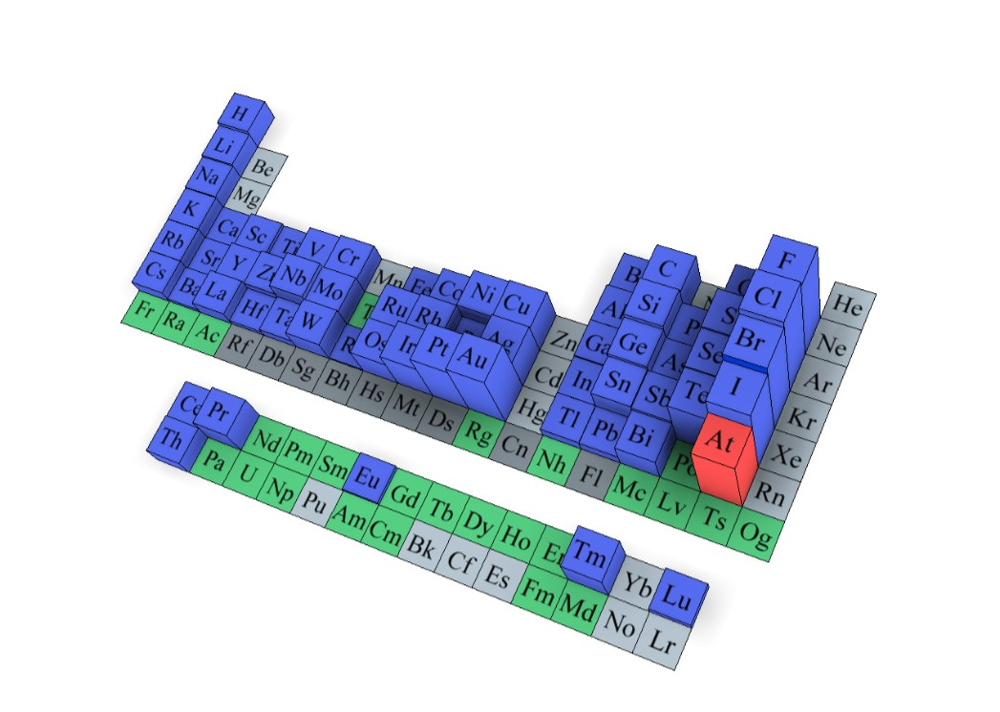 H He
Li Be C F Ne
Na Mg Si Cl Ar
K Ca Sc V Cr Mn Ni Cu Zn Ge Br Kr
Rb Sr Y Nb Mo Ru Rh Ag Cd In Sn Sb Te I Xe
Cs La Hf W Os Ir Pt Au Hg Tl Pb Bi At Rn
Fr Ra Ac Rf Db Sg Bh Hs Mt Ds Rg Cn Nh Fl Mc Lv Ts Og
Pr Nd Pm Sm Eu Gd Tb Dy Ho Er Tm Yb Lu
Th Pa U Np Pu Am Cm Bk Cf Es Fm Md No Lr